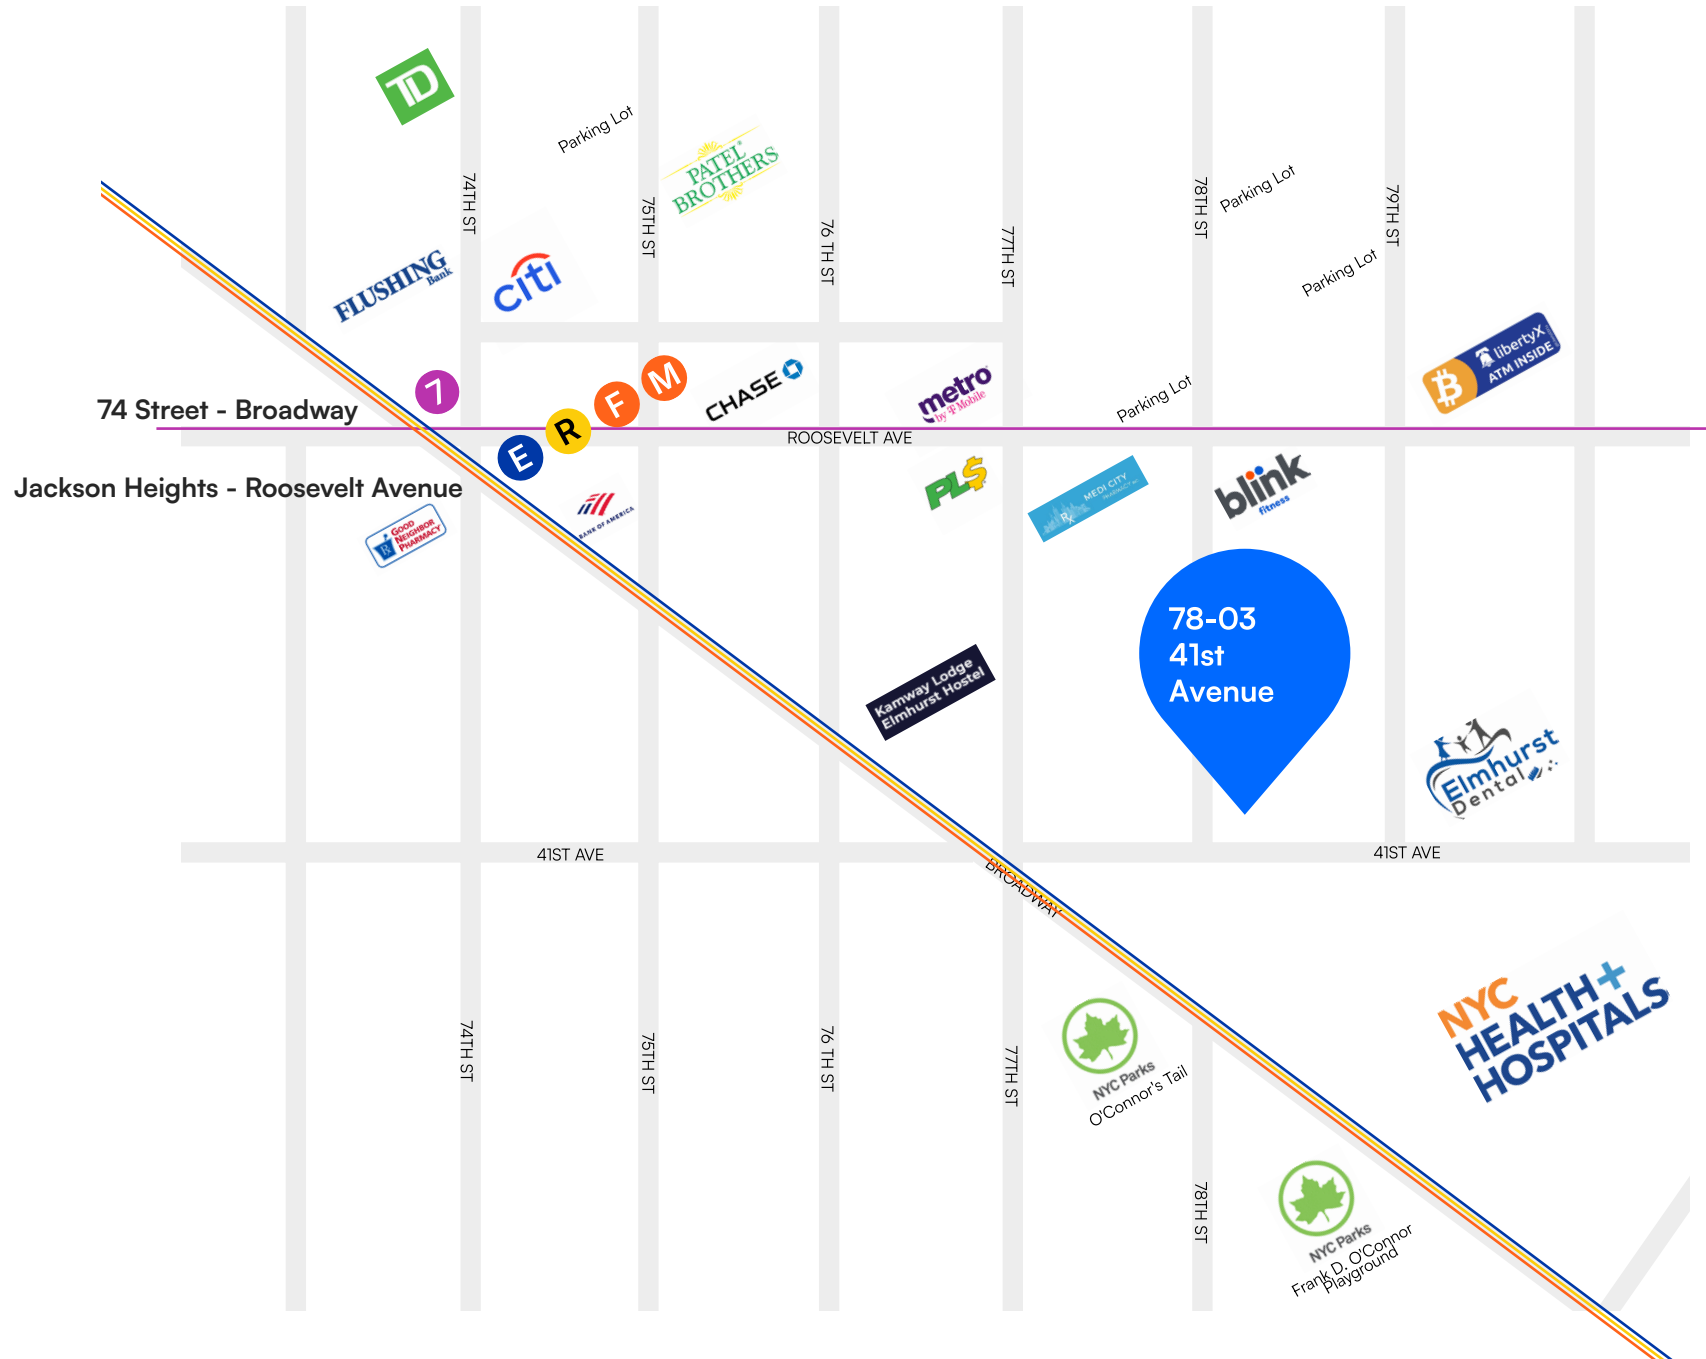 TD
Parking Lot
PATEL
BROTHERS
74TH ST
75TH ST
76 TH ST
77TH ST
78TH ST
Parking Lot
79TH ST
Parking Lot
FLUSHING
Bank
citi
libertyX
ATM INSIDE
7
E
R
F
M
CHASE
metro
by T Mobile
Parking Lot
74 Street - Broadway
ROOSEVELT AVE
Jackson Heights - Roosevelt Avenue
GOOD
NEIGHBOR
PHARMACY
BANK OF AMERICA
PL$
MEDI CITY
Rx
blink
fitness
78-03
41st
Avenue
Kamway Lodge
Elmhurst Hostel
Elmhurst
Dental
41ST AVE
41ST AVE
BROADWAY
NYC
HEALTH+
HOSPITALS
74TH ST
75TH ST
76 TH ST
77TH ST
NYC Parks
O'Connor's Tail
78TH ST
NYC Parks
Frank D. O'Connor
Playground